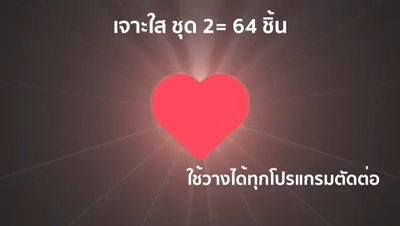 เจาะใส ชุด 2= 64 ชิ้น
ใช้วางได้ทุกโปรแกรมตัดต่อ